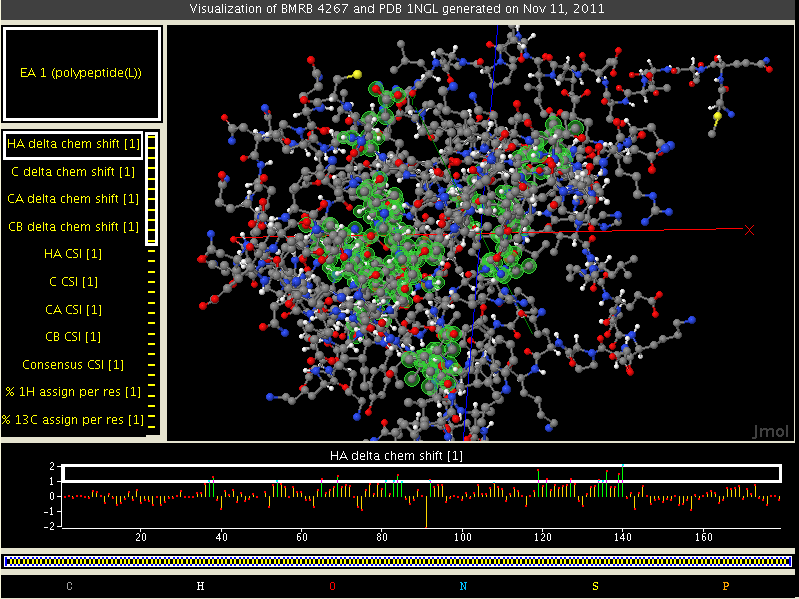 Visualization of BMRB 4267 and PDB 1NGL generated on Nov 11, 2011
EA 1 (polypeptide(L))
HA delta chem shift [1]
C delta chem shift [1]
CA delta chem shift [1]
CB delta chem shift [1]
HA CSI [1]
C CSI [1]
CA CSI [1]
CB CSI [1]
Consensus CSI [1]
% 1H assign per res [1]
% 13C assign per res [1]
X
Jmol
HA delta chem shift [1]
2
1
0
-1
-2
20 40 60 80 100 120 140 160
C H O N S P